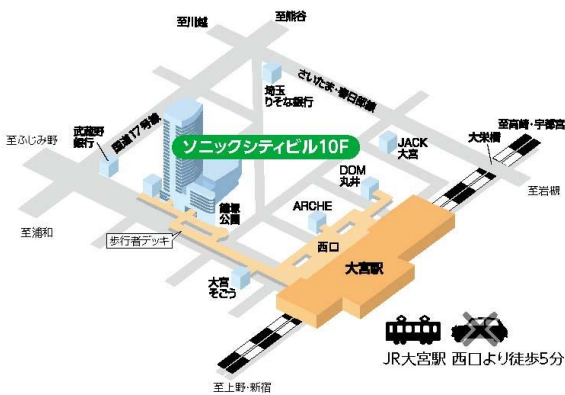 至川越
至熊谷
さいたま・春日部線
国道17号線
埼玉
りそな銀行
武蔵野
銀行
至ふじみ野
ソニックシティビル10F
JACK
大宮
大栄橋
至高崎・宇都宮
DOM
丸井
至岩槻
鐘塚
公園
ARCHE
至浦和
歩行者デッキ
西口
大宮駅
大宮
そごう
JR大宮駅 西口より徒歩5分
至上野・新宿